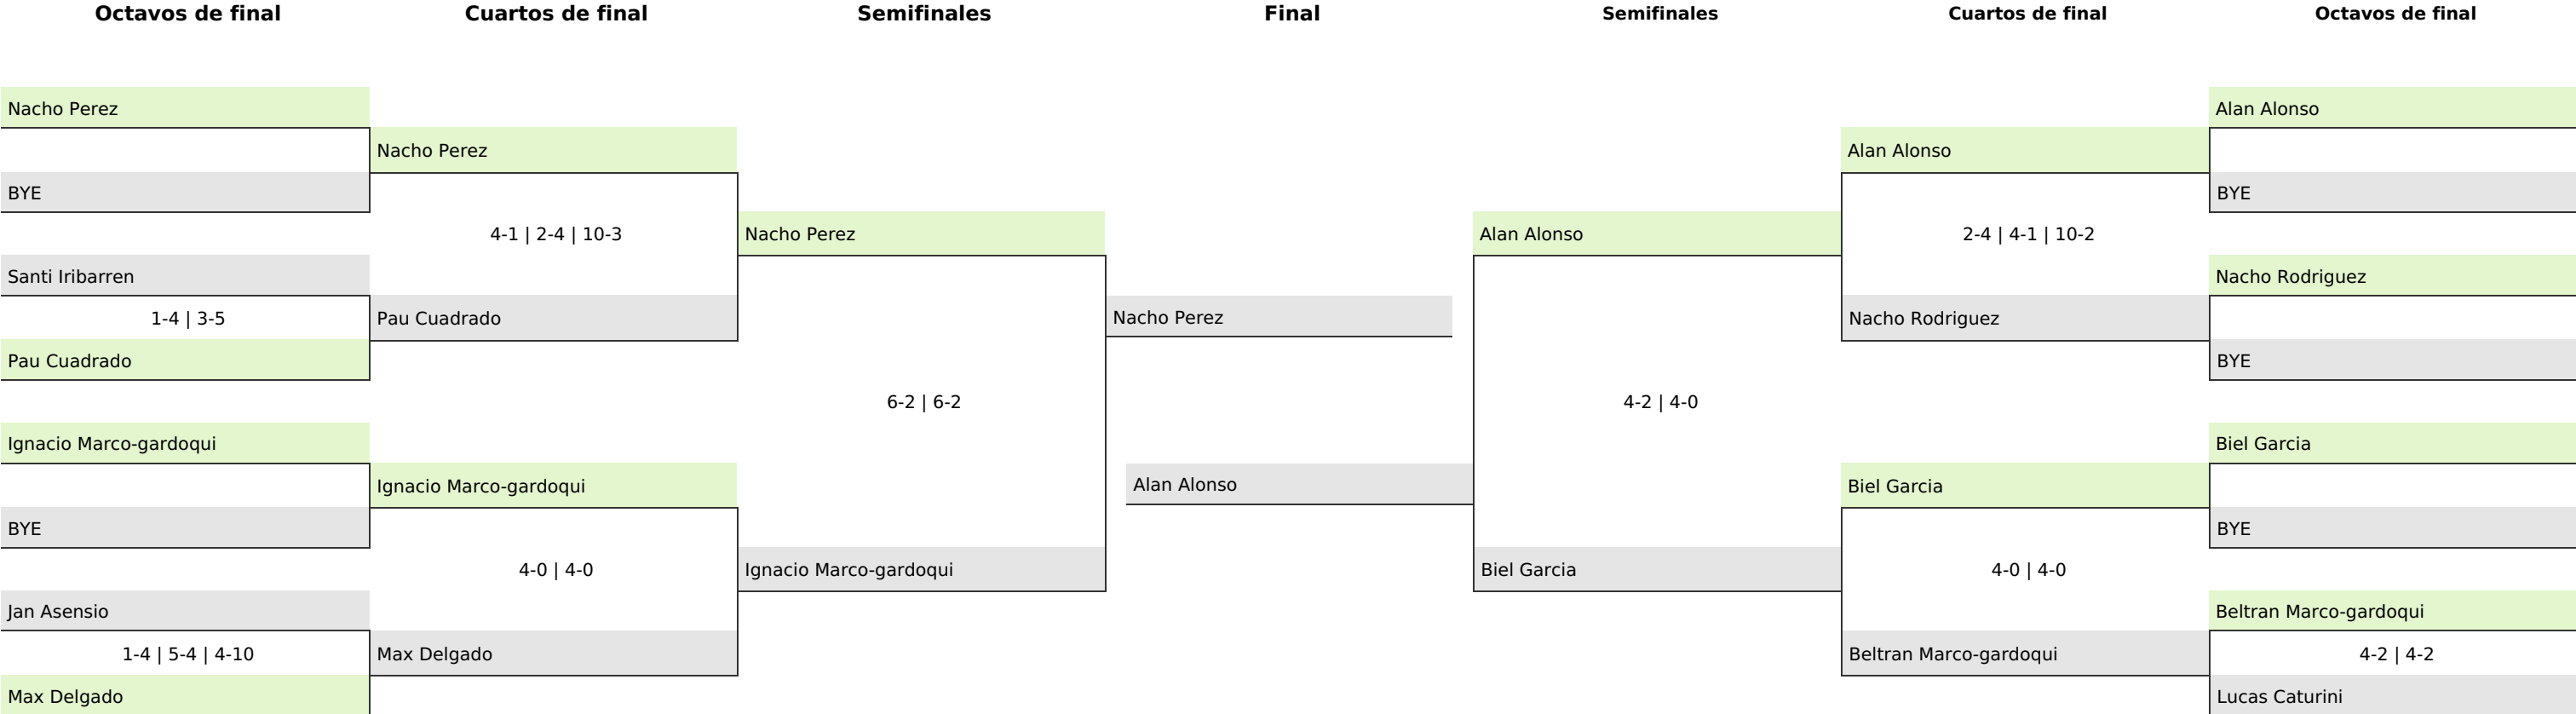 Octavos de final
Cuartos de final
Semifinales
Final
Semifinales
Cuartos de final
Octavos de final
Nacho Perez
BYE
Santi Iribarren
1-4 | 3-5
Pau Cuadrado
Ignacio Marco-gardoqui
BYE
Jan Asensio
1-4 | 5-4 | 4-10
Max Delgado
Nacho Perez
4-1 | 2-4 | 10-3
Pau Cuadrado
Ignacio Marco-gardoqui
4-0 | 4-0
Max Delgado
Nacho Perez
6-2 | 6-2
Ignacio Marco-gardoqui
Nacho Perez
Alan Alonso
Alan Alonso
4-2 | 4-0
Biel Garcia
Alan Alonso
2-4 | 4-1 | 10-2
Nacho Rodriguez
Biel Garcia
4-0 | 4-0
Beltran Marco-gardoqui
Alan Alonso
BYE
Nacho Rodriguez
BYE
Biel Garcia
BYE
Beltran Marco-gardoqui
4-2 | 4-2
Lucas Caturini